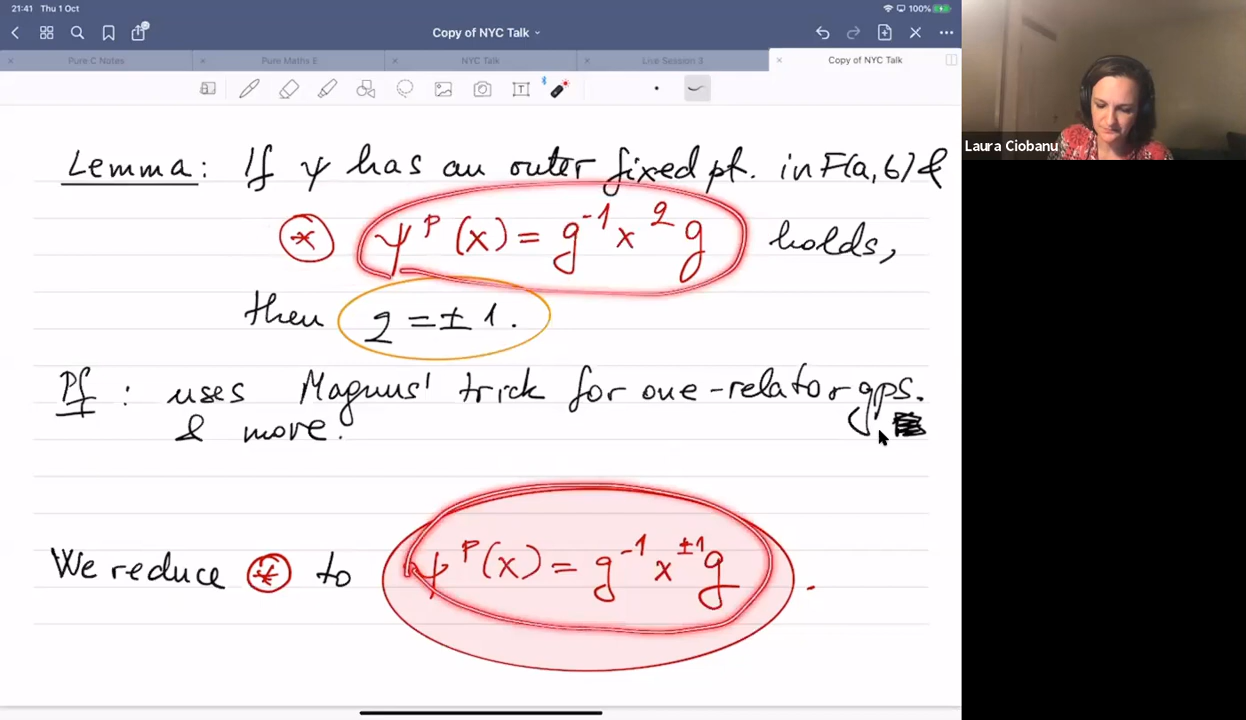 21:41 Thu 1 Oct
100%
Copy of NYC Talk
Pure C Notes
Pure Maths E
NYC Talk
Live Session 3
Copy of NYC Talk
Laura Ciobanu
Lemma: If ψ has an outer fixed pt. in F(a, b) &
* ψ^p(x) = g^-1 x^q g holds,
then q = ± 1.
Pf: uses Magnus' trick for one-relator gps.
& more.
We reduce * to ψ^p(x) = g^-1 x^±1 g.